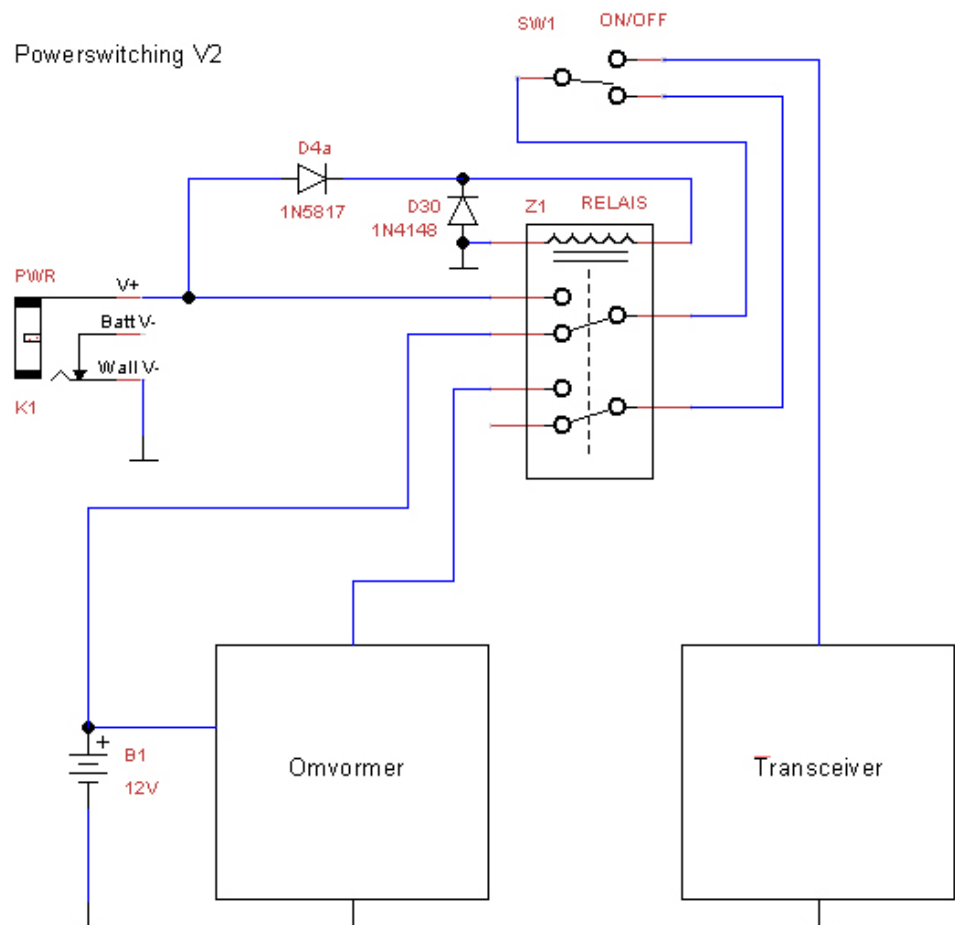 SW1 ON/OFF
Powerswitching V2
D4a
1N5817
D30
1N4148
Z1 RELAIS
PWR
V+
Batt V-
Wall V-
K1
+
B1
12V
Omvormer
Transceiver